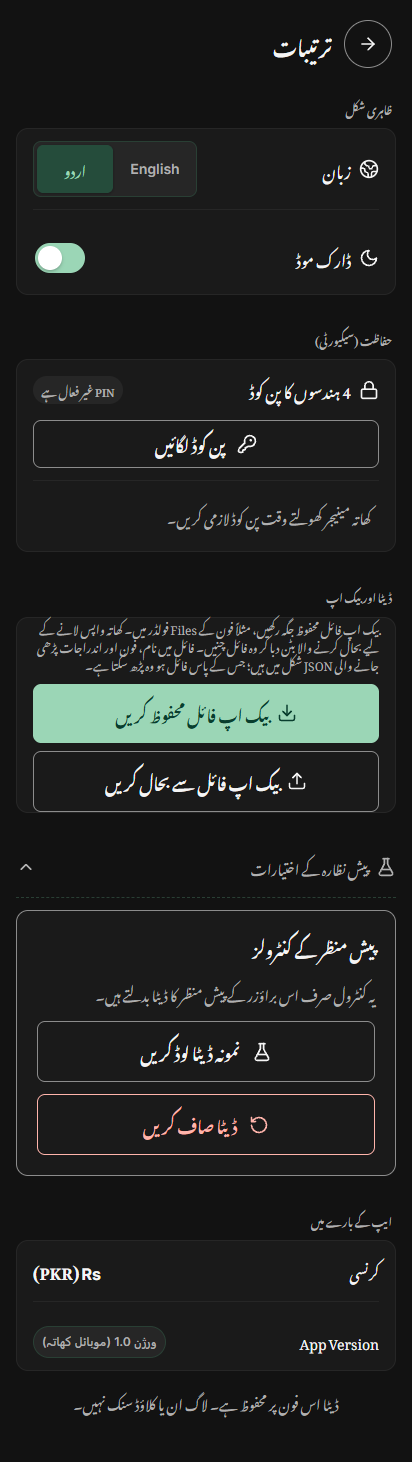 ترتیبات
ظاہری شکل
زبان
اردو
English
ڈارک موڈ
حفاظت (سیکیورٹی)
4 ہندسوں کا پن کوڈ
PIN غیر فعال ہے
پن کوڈ لگائیں
کھاتہ مینیجر کھولتے وقت پن کوڈ لازمی کریں۔
ڈیٹا اور بیک اپ
بیک اپ فائل محفوظ جگہ رکھیں، مثلاً فون کے Files فولڈر میں۔ کھاتہ واپس لانے کے
لیے بحال کرنے والا بٹن دبا کر وہ فائل چنیں۔ فائل میں نام، فون اور اندراجات پڑھی
جانے والی JSON شکل میں ہیں؛ جس کے پاس فائل ہو وہ پڑھ سکتا ہے۔
بیک اپ فائل محفوظ کریں
بیک اپ فائل سے بحال کریں
پیش نظارہ کے اختیارات
پیش منظر کے کنٹرولز
یہ کنٹرول صرف اس براؤزر کے پیش منظر کا ڈیٹا بدلتے ہیں۔
نمونہ ڈیٹا لوڈ کریں
ڈیٹا صاف کریں
ایپ کے بارے میں
کرنسی
Rs (PKR)
App Version
ورژن 1.0 (موبائل کھاتہ)
ڈیٹا اس فون پر محفوظ ہے۔ لاگ ان یا کلاؤڈ سنک نہیں۔